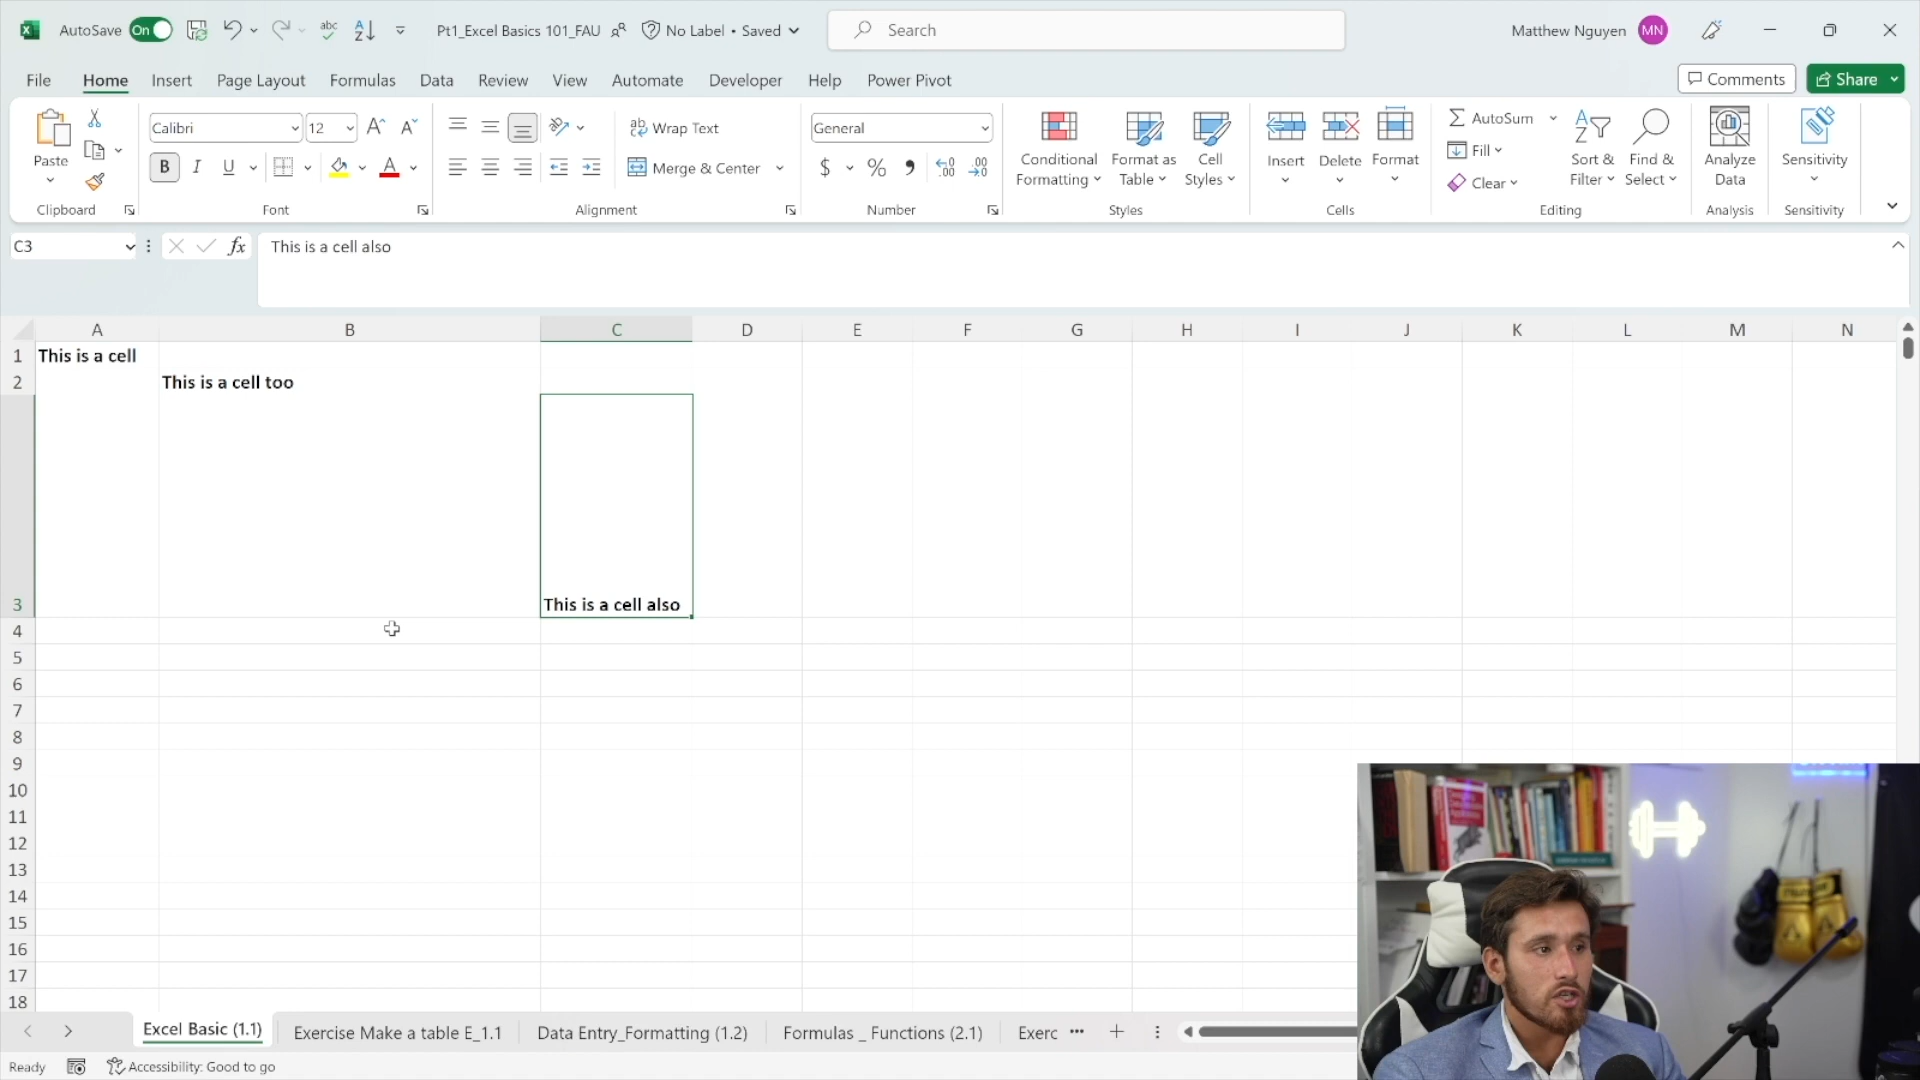 AutoSave On Pt1_Excel Basics 101_FAU No Label • Saved Search Matthew Nguyen MN
File Home Insert Page Layout Formulas Data Review View Automate Developer Help Power Pivot Comments Share
Paste
Clipboard
Calibri 12
B I U A
Font
ab Wrap Text
Merge & Center
Alignment
General
$ % 9 .00
Number
Conditional Formatting
Format as Table
Cell Styles
Styles
Insert Delete Format
Cells
AutoSum
Fill
Clear
Sort & Filter
Find & Select
Editing
Analyze Data
Analysis
Sensitivity
Sensitivity
C3 fx This is a cell also
A B C D E F G H I J K L M N
1 This is a cell
2 This is a cell too
3 This is a cell also
4
5
6
7
8
9
10
11
12
13
14
15
16
17
18
Excel Basic (1.1) Exercise Make a table E_1.1 Data Entry_Formatting (1.2) Formulas _ Functions (2.1) Exerc
Ready Accessibility: Good to go